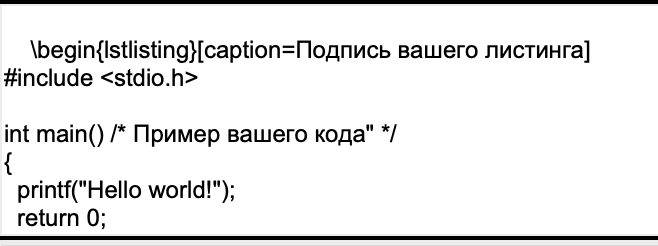 \begin{lstlisting}[caption=Подпись вашего листинга]
#include <stdio.h>
int main() /* Пример вашего кода" */
{
printf("Hello world!");
return 0;